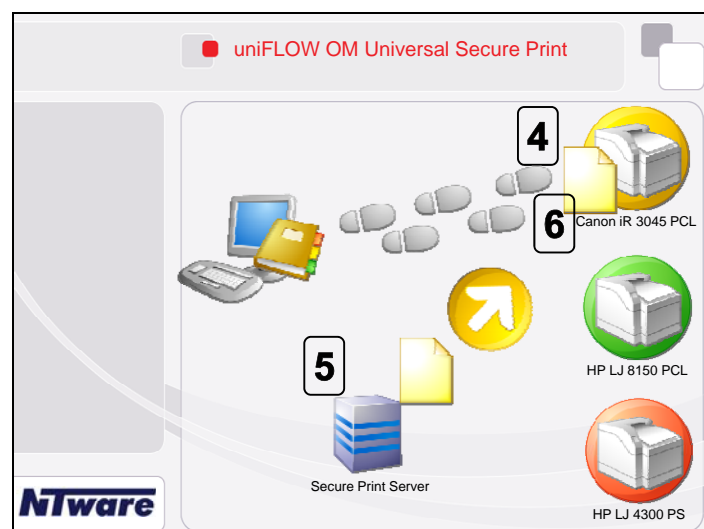 uniFLOW OM Universal Secure Print
4
6
Canon iR 3045 PCL
5
HP LJ 8150 PCL
Secure Print Server
HP LJ 4300 PS
NTware